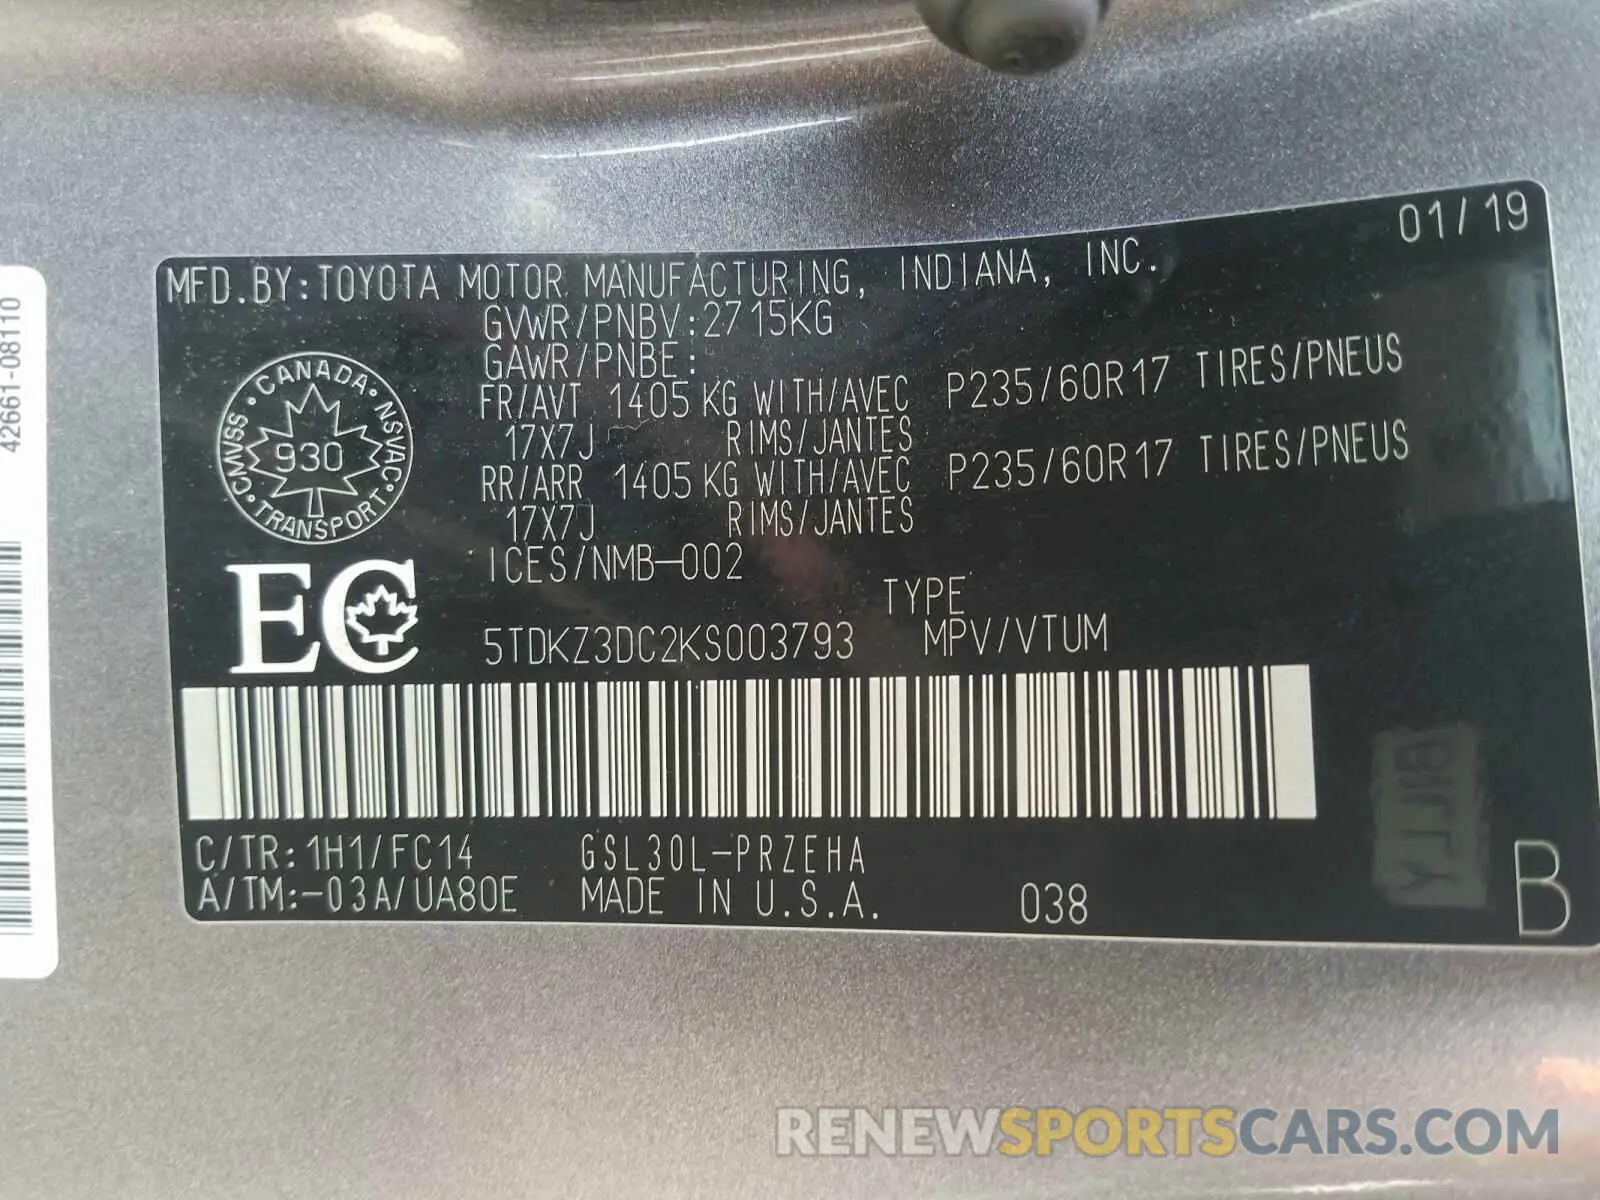 01/19
MFD.BY:TOYOTA MOTOR MANUFACTURING, INDIANA, INC.
GVWR/PNBV:2715KG
GAWR/PNBE:
FR/AVT 1405 KG WITH/AVEC P235/60R17 TIRES/PNEUS
17X7J RIMS/JANTES
RR/ARR 1405 KG WITH/AVEC P235/60R17 TIRES/PNEUS
17X7J RIMS/JANTES
ICES/NMB-002
CANADA
CMVSS • NSVAC
930
TRANSPORT
EC
TYPE
5TDKZ3DC2KS003793 MPV/VTUM
C/TR: 1H1/FC14 GSL30L-PRZEHA
A/TM:-03A/UA80E MADE IN U.S.A. 038
B
BILLY
42661-08110
RENEWSPORTSCARS.COM